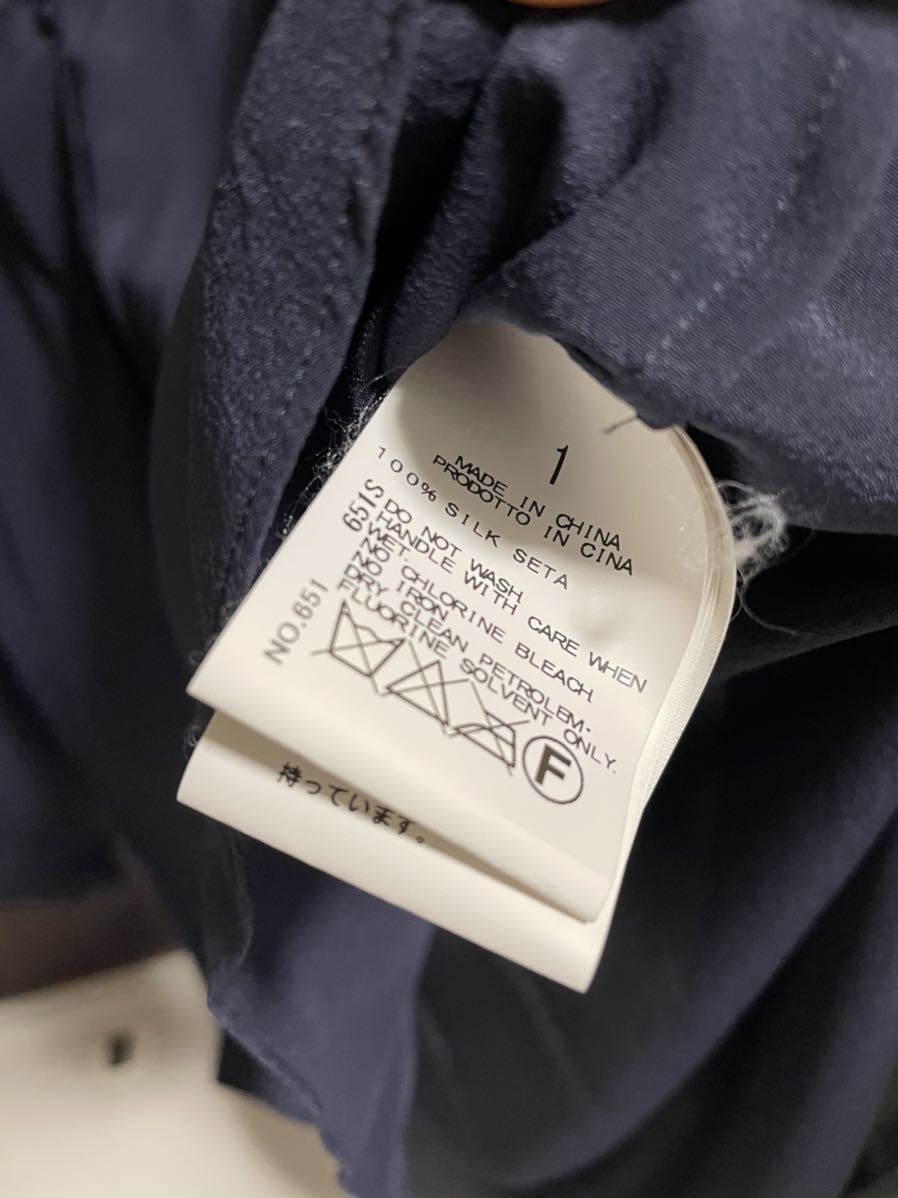 1
MADE IN CHINA
PRODOTTO IN CINA
100% SILK SETA
651S
DO NOT WASH
HANDLE WITH CARE WHEN
WET.
NO CHLORINE BLEACH.
NO IRON
DRY CLEAN PETROLEM.
FLUORINE SOLVENT ONLY.
NO.651
F
持っています。